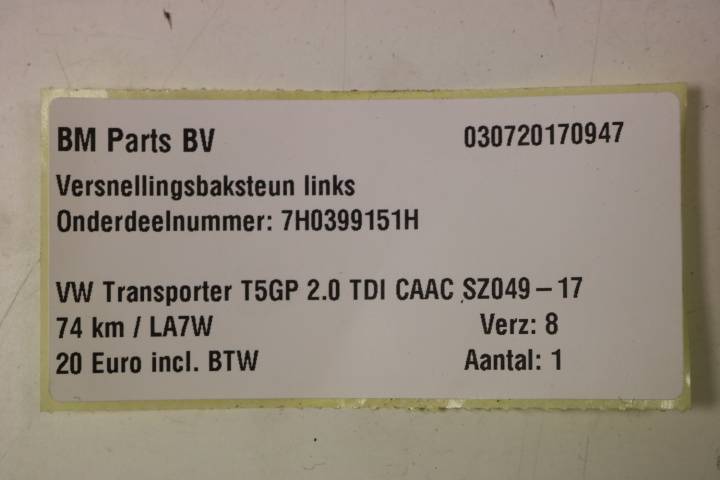 BM Parts BV 030720170947
Versnellingsbaksteun links
Onderdeelnummer: 7H0399151H
VW Transporter T5GP 2.0 TDI CAAC SZ049-17
74 km / LA7W Verz: 8
20 Euro incl. BTW Aantal: 1